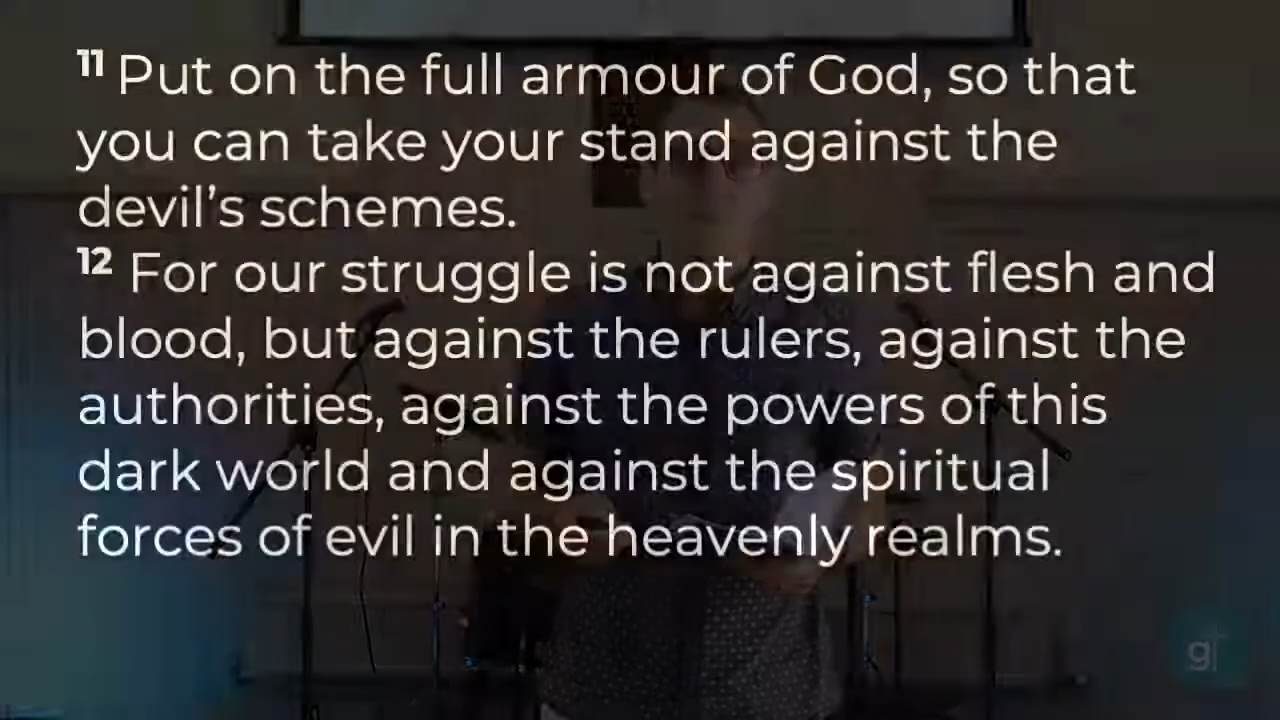 11 Put on the full armour of God, so that
you can take your stand against the
devil’s schemes.
12 For our struggle is not against flesh and
blood, but against the rulers, against the
authorities, against the powers of this
dark world and against the spiritual
forces of evil in the heavenly realms.
g